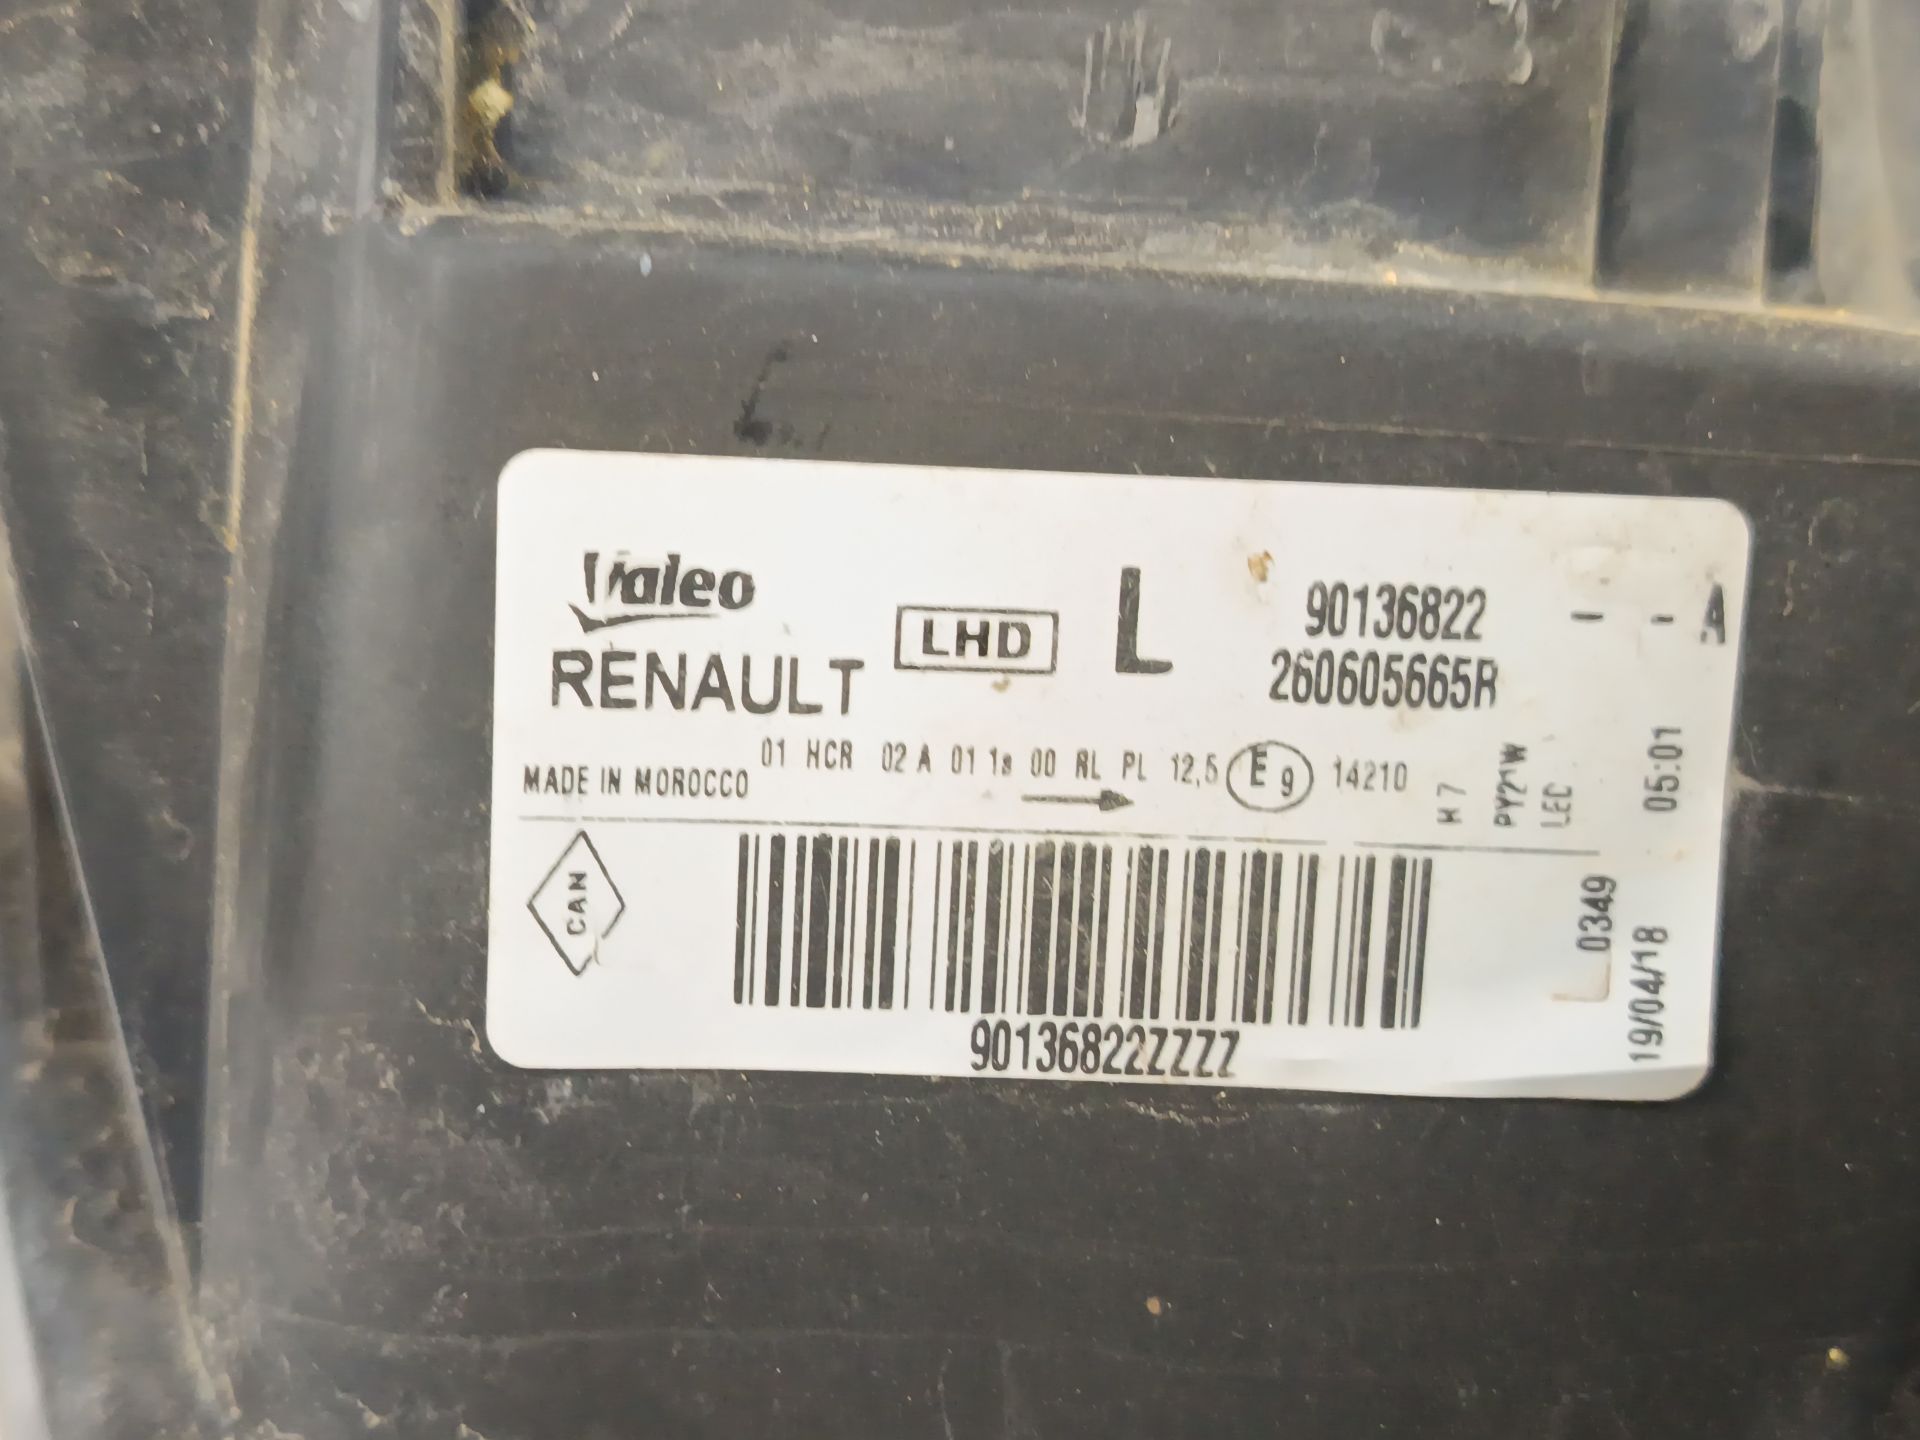 Valeo
RENAULT
LHD
L
90136822 - - A
260605665R
MADE IN MOROCCO
01 HCR 02 A 01 1a 00 RL PL 12,5 E9 14210
H7
PY21W
LED
05:01
CAN
0349
19/04/18
90136822ZZZZ